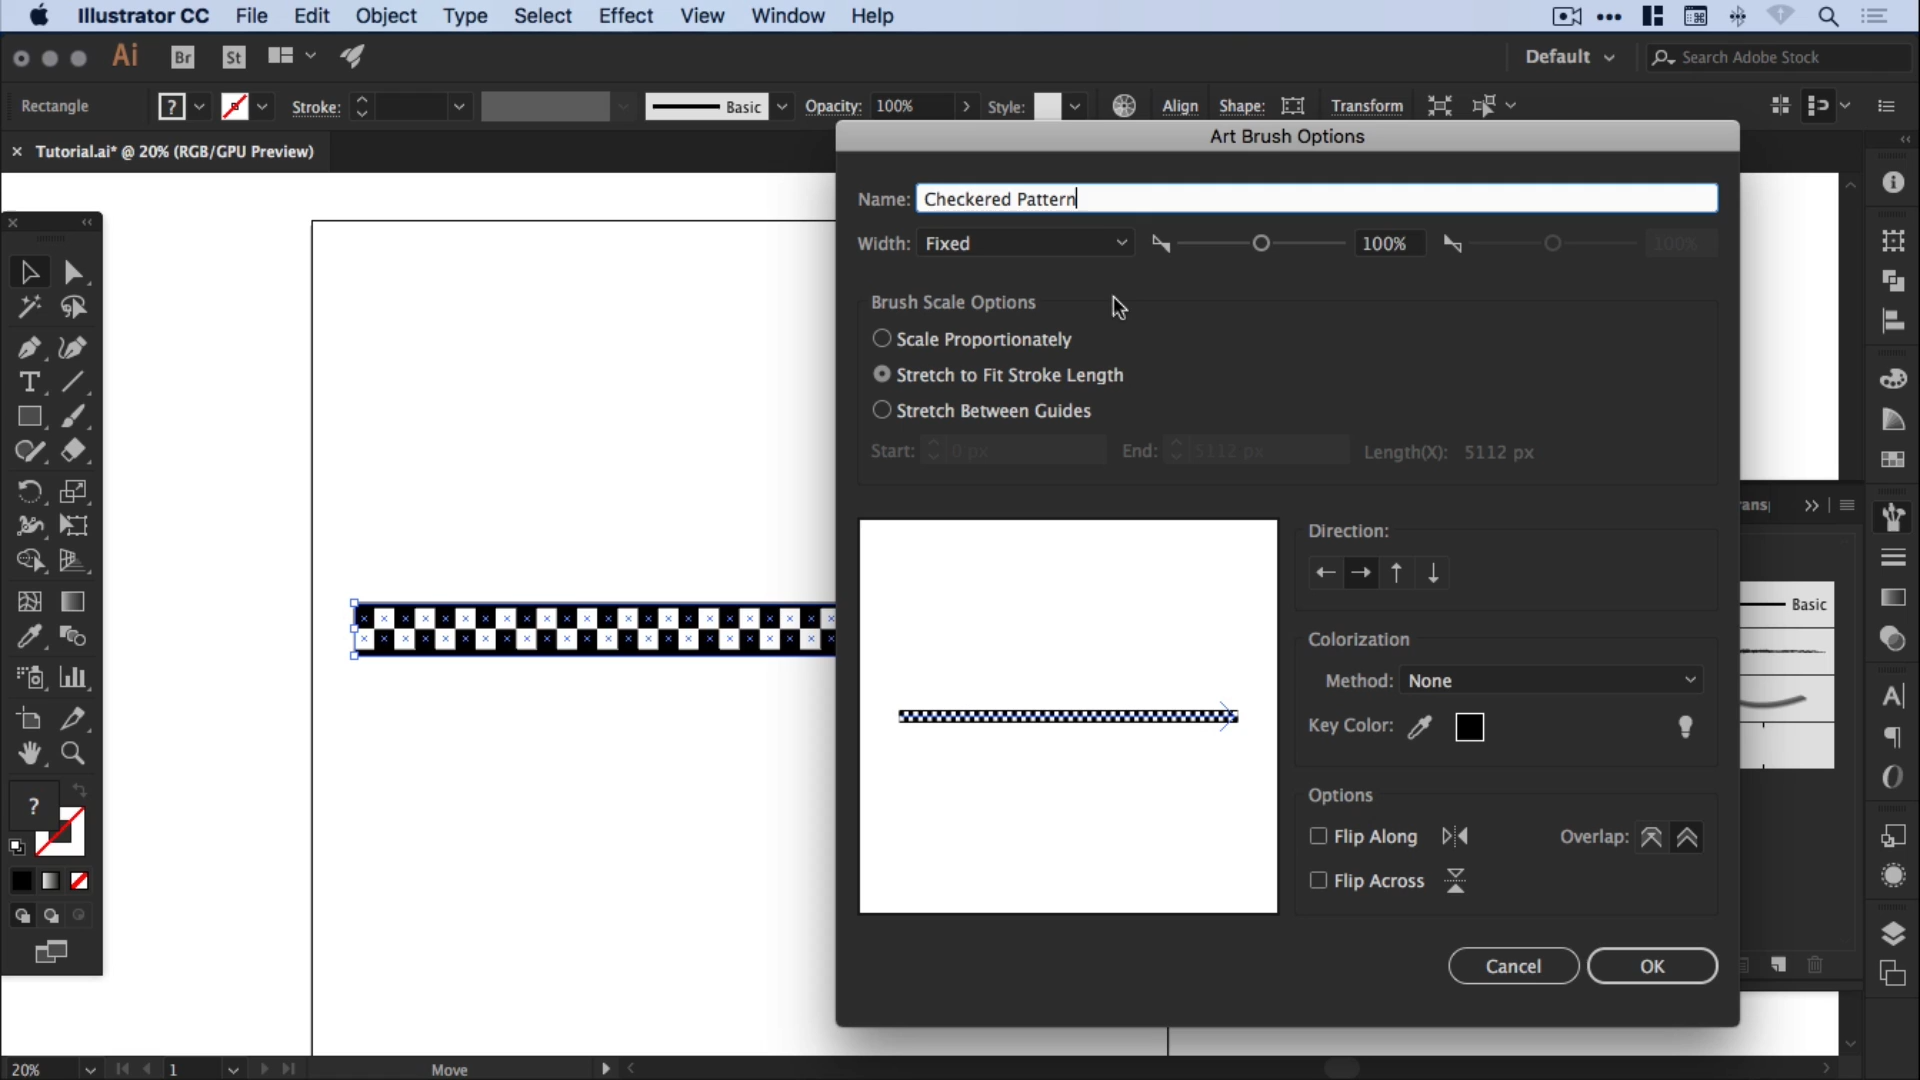 Illustrator CC File Edit Object Type Select Effect View Window Help
Ai Br St Default Search Adobe Stock
Rectangle ? Stroke: Basic Opacity: 100% Style: Align Shape: Transform
× Tutorial.ai* @ 20% (RGB/GPU Preview)
Art Brush Options
Name: Checkered Pattern
Width: Fixed 100% 100%
Brush Scale Options
Scale Proportionately
Stretch to Fit Stroke Length
Stretch Between Guides
Start: 0 px End: 5112 px Length(X): 5112 px
Direction:
Basic
Colorization
Method: None
Key Color:
Options
Flip Along Overlap:
Flip Across
Cancel OK
?
20% 1 Move